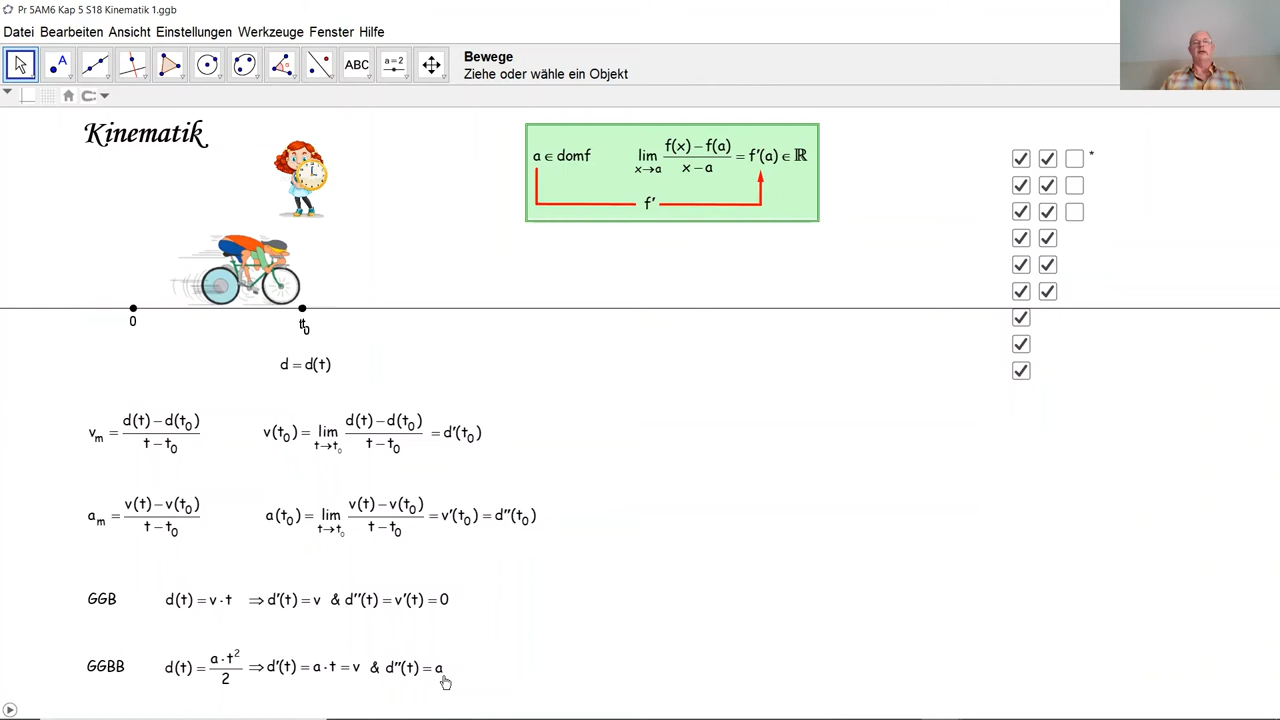 Pr 5AM6 Kap 5 S18 Kinematik 1.ggb
Datei Bearbeiten Ansicht Einstellungen Werkzeuge Fenster Hilfe
A ABC a=2
Bewege
Ziehe oder wähle ein Objekt
Kinematik
a ∈ domf lim x→a (f(x) − f(a))/(x − a) = f′(a) ∈ ℝ
f′
*
0 t t₀
d = d(t)
vₘ = (d(t) − d(t₀))/(t − t₀) v(t₀) = lim t→t₀ (d(t) − d(t₀))/(t − t₀) = d′(t₀)
aₘ = (v(t) − v(t₀))/(t − t₀) a(t₀) = lim t→t₀ (v(t) − v(t₀))/(t − t₀) = v′(t₀) = d″(t₀)
GGB d(t) = v · t ⇒ d′(t) = v & d″(t) = v′(t) = 0
GGBB d(t) = (a · t²)/2 ⇒ d′(t) = a · t = v & d″(t) = a